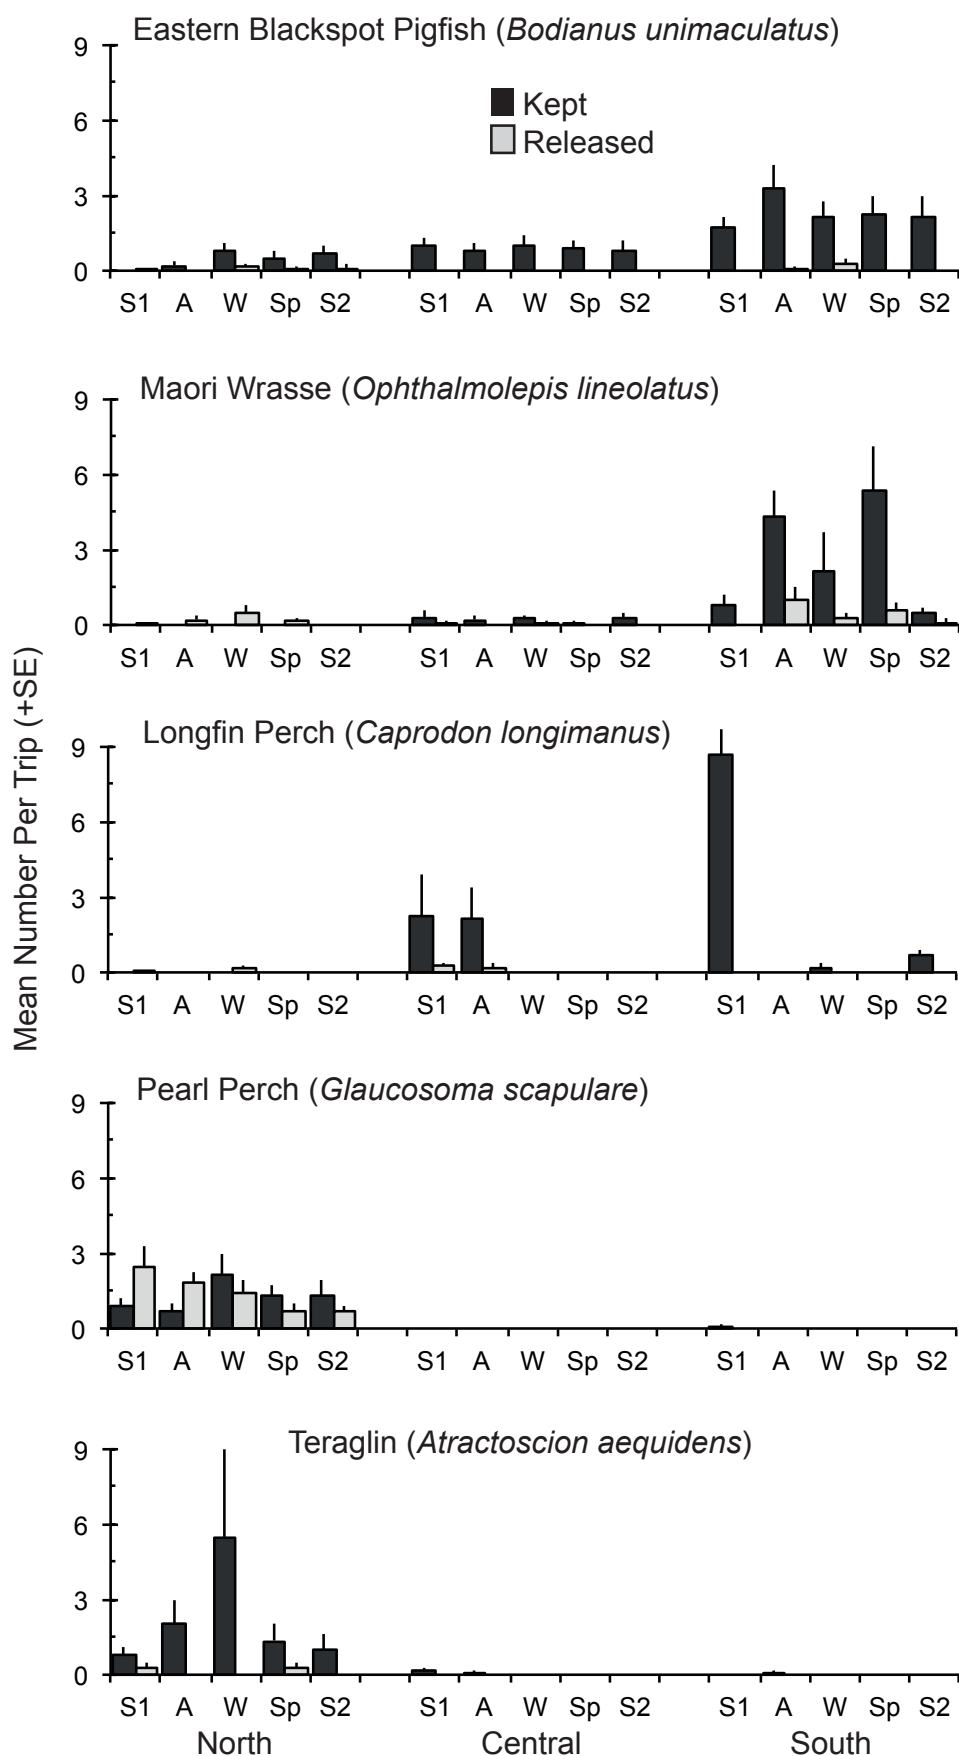 Eastern Blackspot Pigfish (Bodianus unimaculatus)
9
6
3
0
Kept
Released
S1 A W Sp S2 S1 A W Sp S2 S1 A W Sp S2
Maori Wrasse (Ophthalmolepis lineolatus)
9
6
3
0
S1 A W Sp S2 S1 A W Sp S2 S1 A W Sp S2
Mean Number Per Trip (+SE)
Longfin Perch (Caprodon longimanus)
9
6
3
0
S1 A W Sp S2 S1 A W Sp S2 S1 A W Sp S2
Pearl Perch (Glaucosoma scapulare)
9
6
3
0
S1 A W Sp S2 S1 A W Sp S2 S1 A W Sp S2
Teraglin (Atractoscion aequidens)
9
6
3
0
S1 A W Sp S2 S1 A W Sp S2 S1 A W Sp S2
North Central South